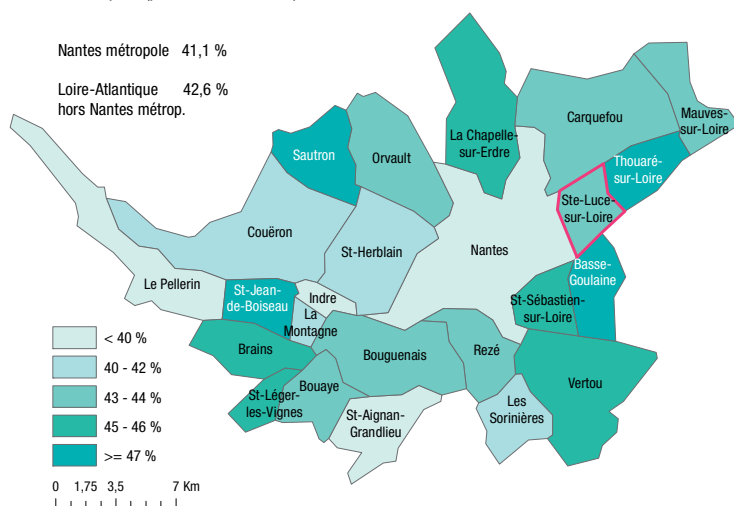 Nantes métropole 41,1 %
Loire-Atlantique 42,6 %
hors Nantes métrop.
La Chapelle-
sur-Erdre
Carquefou
Mauves-
sur-Loire
Sautron
Orvault
Thouaré-
sur-Loire
Ste-Luce-
sur-Loire
Couëron
St-Herblain
Nantes
Basse-
Goulaine
Le Pellerin
St-Jean-
de-Boiseau
Indre
La
Montagne
St-Sébastien-
sur-Loire
Brains
Bouguenais
Rezé
Vertou
St-Léger-
les-Vignes
Bouaye
St-Aignan-
Grandlieu
Les
Sorinières
< 40 %
40 - 42 %
43 - 44 %
45 - 46 %
>= 47 %
0 1,75 3,5 7 Km